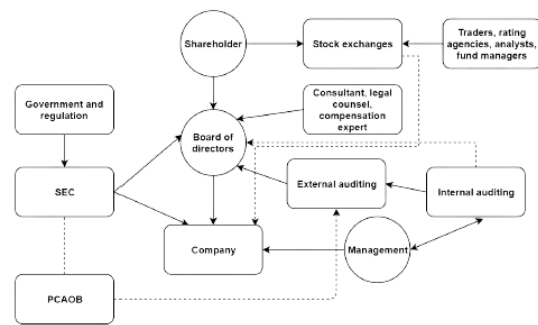 Shareholder
Stock exchanges
Traders, rating
agencies, analysts,
fund managers
Government and
regulation
Consultant, legal
counsel,
compensation
expert
Board of
directors
SEC
External auditing
Internal auditing
Company
Management
PCAOB